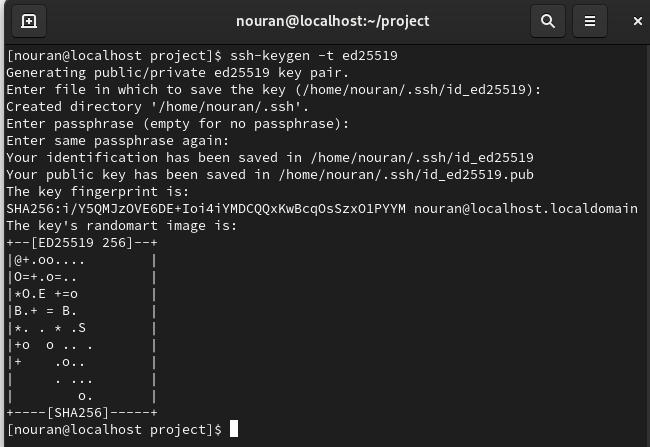 nouran@localhost:~/project
[nouran@localhost project]$ ssh-keygen -t ed25519
Generating public/private ed25519 key pair.
Enter file in which to save the key (/home/nouran/.ssh/id_ed25519):
Created directory '/home/nouran/.ssh'.
Enter passphrase (empty for no passphrase):
Enter same passphrase again:
Your identification has been saved in /home/nouran/.ssh/id_ed25519
Your public key has been saved in /home/nouran/.ssh/id_ed25519.pub
The key fingerprint is:
SHA256:i/Y5QMJzOVE6DE+Ioi4iYMDCQQxKwBcqOsSzxO1PYYM nouran@localhost.localdomain
The key's randomart image is:
+--[ED25519 256]--+
|@+.oo....        |
|O=+.o=..         |
|*O.E +=o         |
|B.+ = B.         |
|*. . * .S        |
|+o  o .. .       |
|+    .o..        |
|     . ...       |
|        o.       |
+----[SHA256]-----+
[nouran@localhost project]$